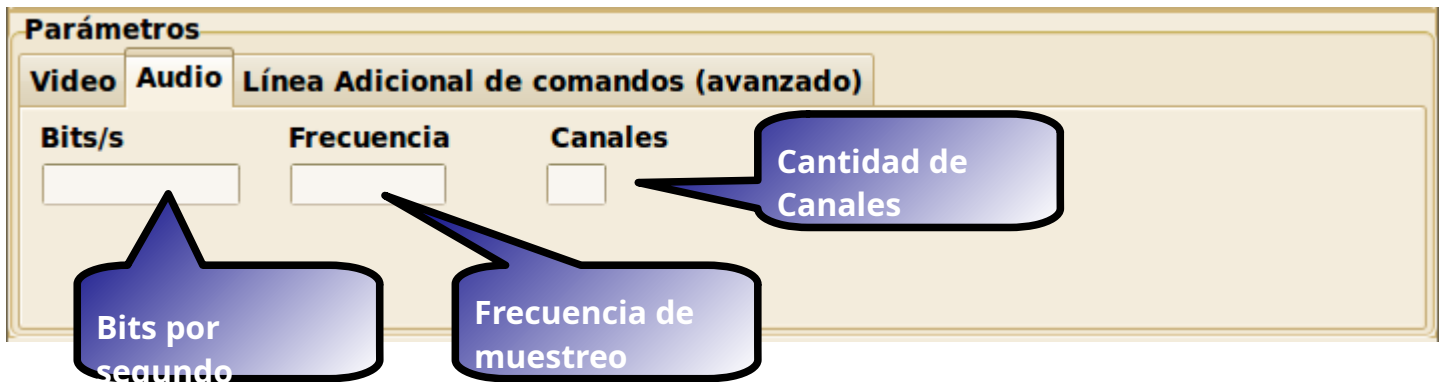 Parámetros
Video Audio Línea Adicional de comandos (avanzado)
Bits/s Frecuencia Canales
Cantidad de
Canales
Bits por
segundo
Frecuencia de
muestreo